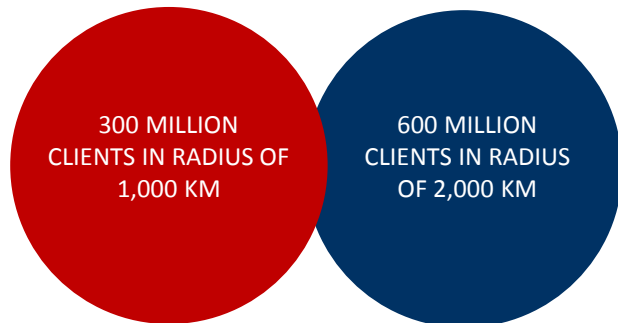 300 MILLION
CLIENTS IN RADIUS OF
1,000 KM
600 MILLION
CLIENTS IN RADIUS
OF 2,000 KM